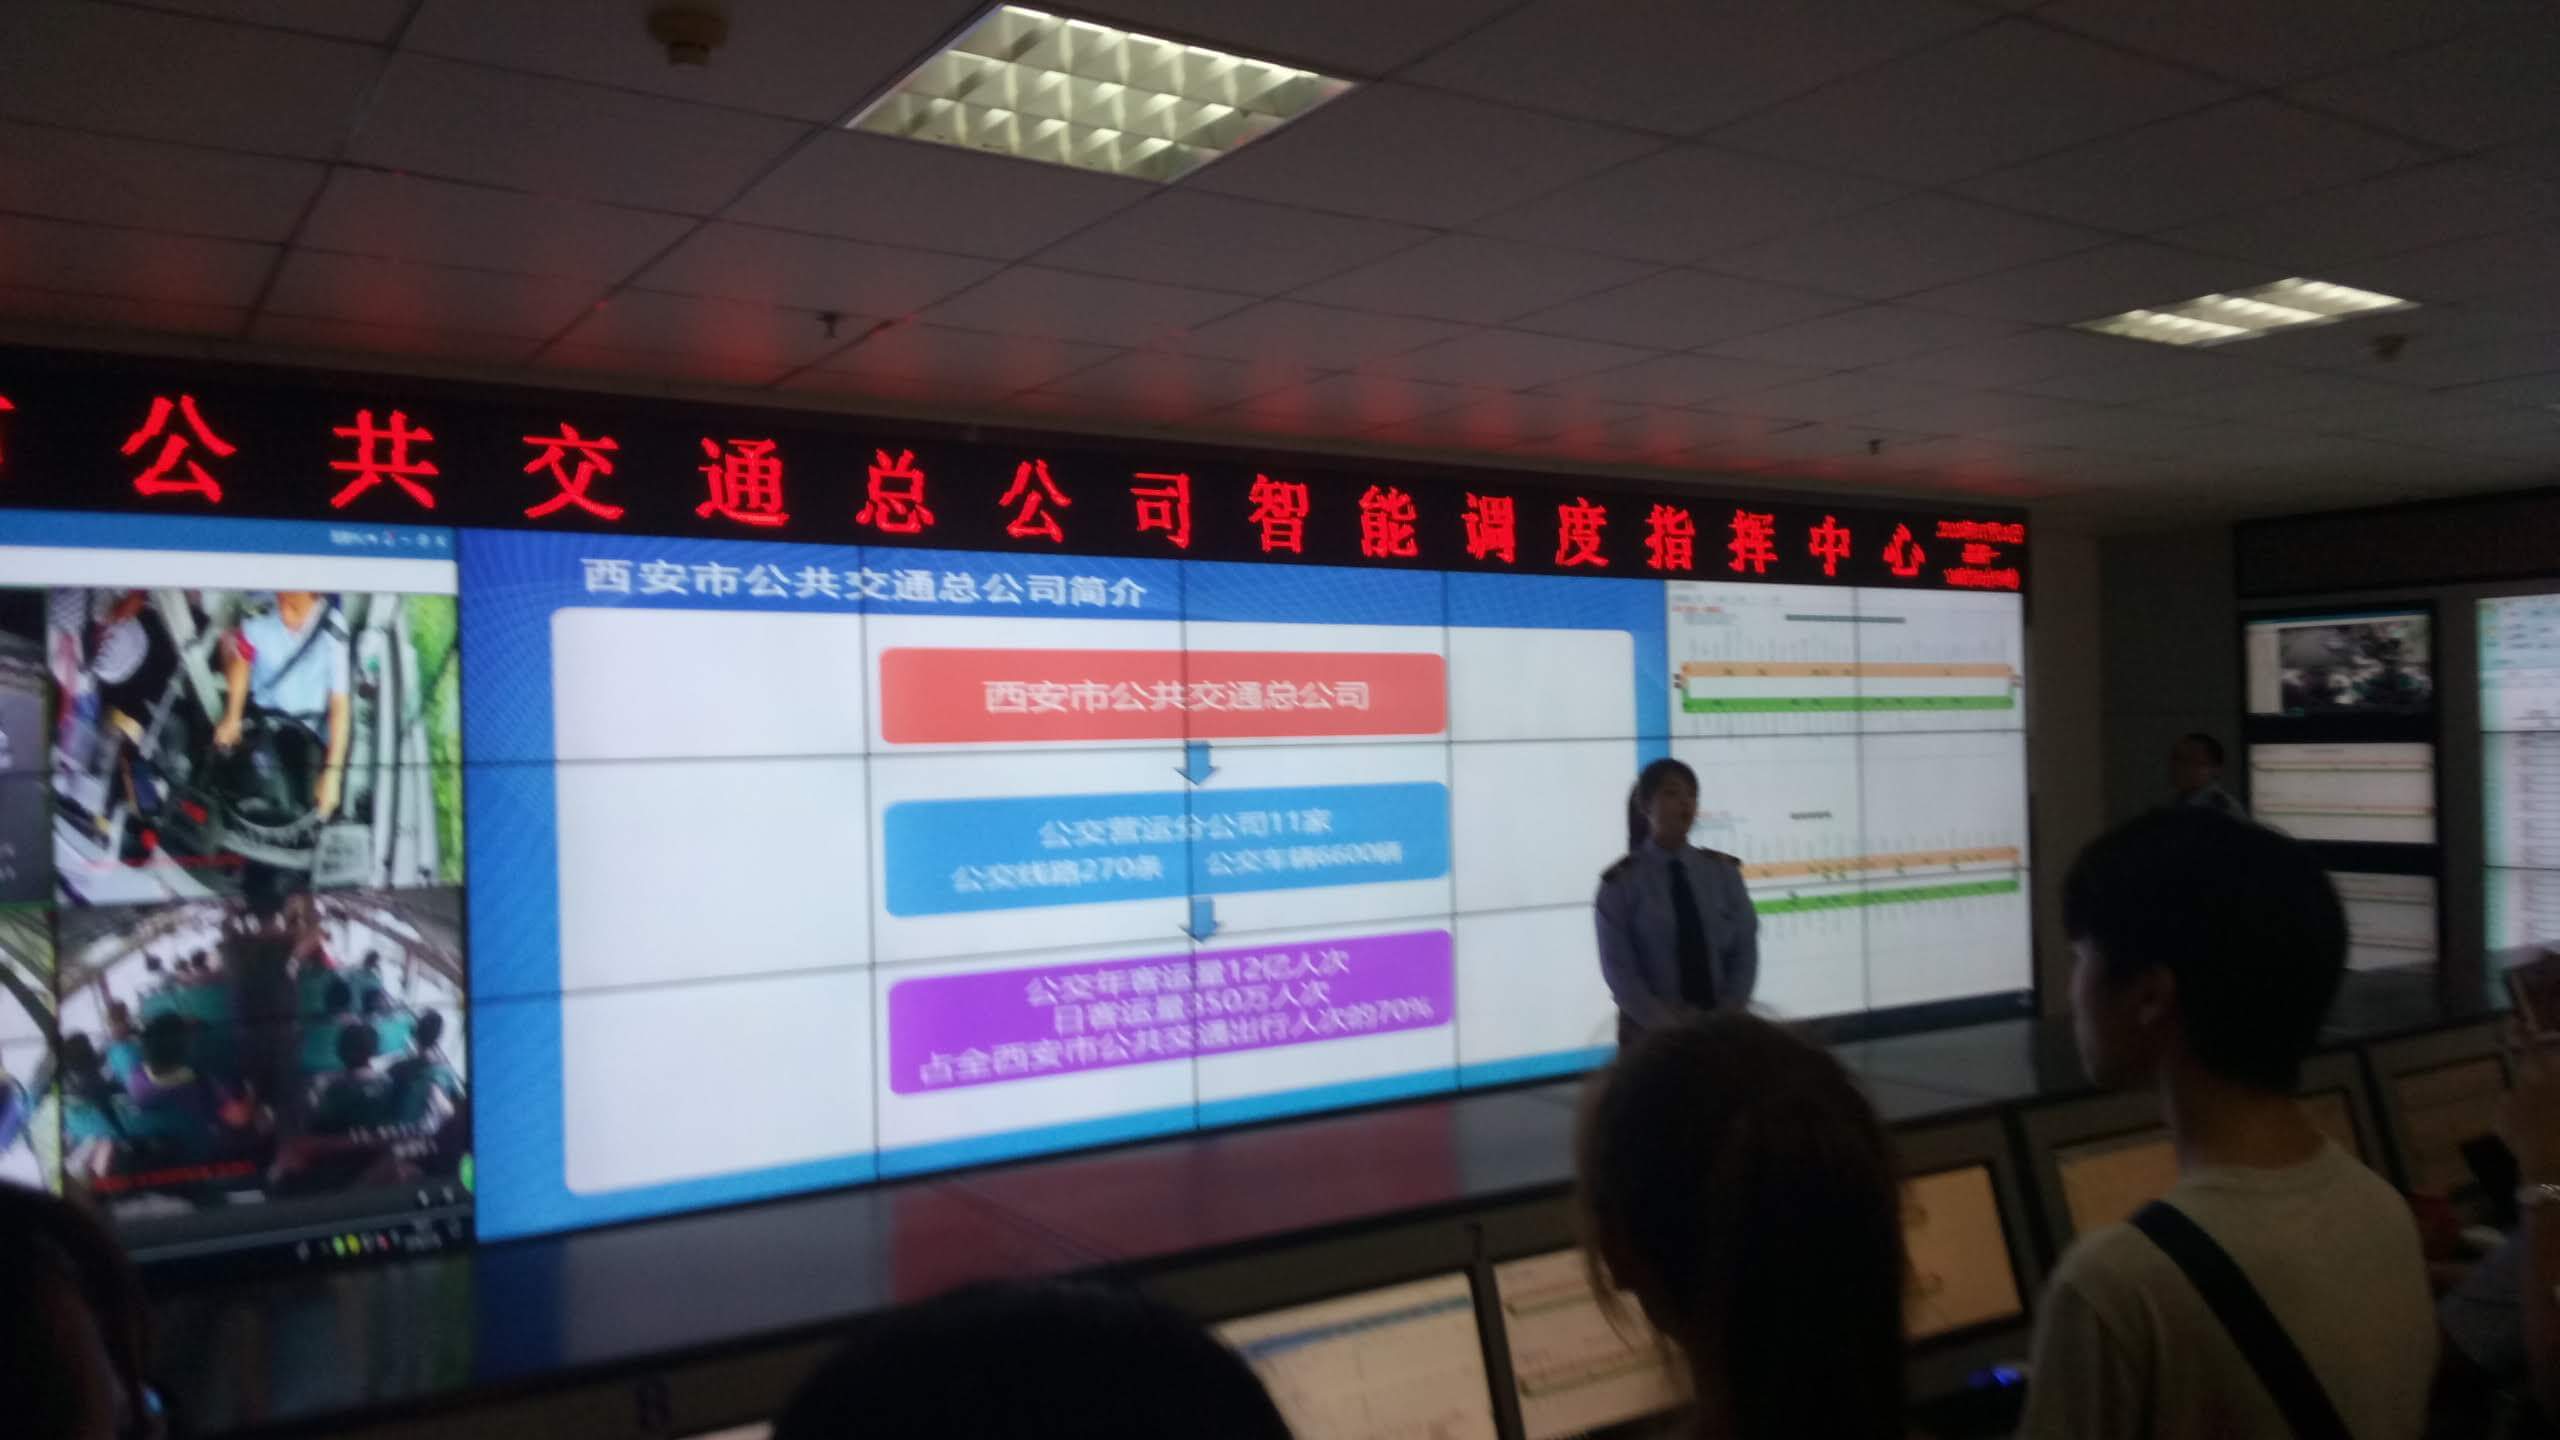 公共交通总公司智能调度指挥中心
西安市公共交通总公司简介
西安市公共交通总公司
公交营运分公司11家
公交线路270条 公交车辆6600辆
公交年客运量12亿人次
日客运量350万人次
占全西安市公共交通出行人次的70%